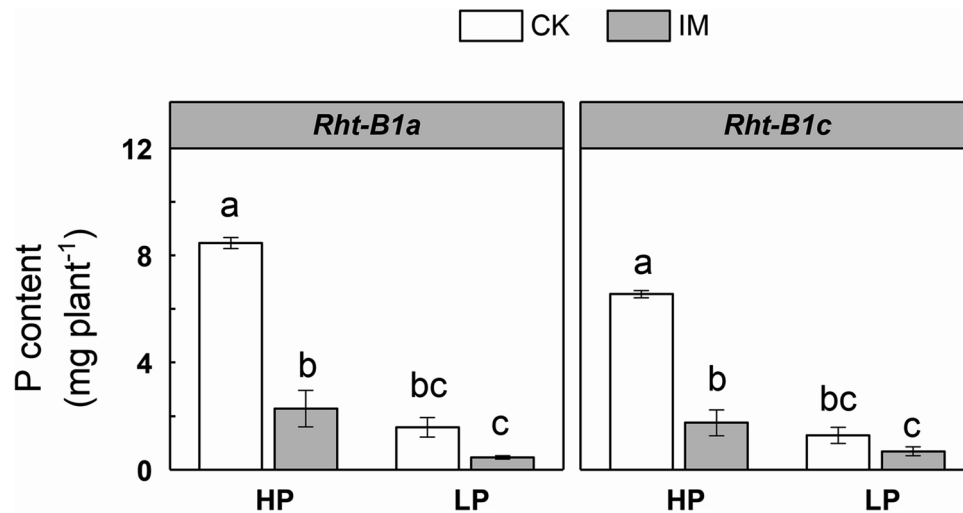 CK IM
Rht-B1a Rht-B1c
P content
(mg plant⁻¹)
12
8
4
0
a
b
bc
c
a
b
bc
c
HP LP HP LP